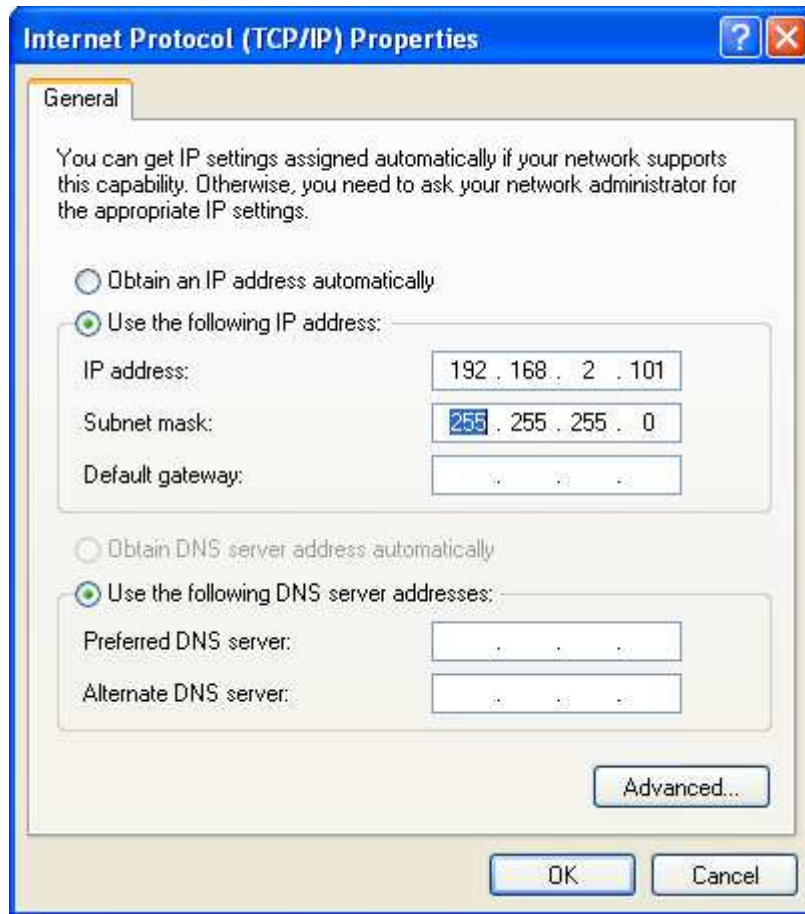 Internet Protocol (TCP/IP) Properties
General
You can get IP settings assigned automatically if your network supports
this capability. Otherwise, you need to ask your network administrator for
the appropriate IP settings.
Obtain an IP address automatically
Use the following IP address:
IP address: 192 . 168 . 2 . 101
Subnet mask: 255 . 255 . 255 . 0
Default gateway: . . .
Obtain DNS server address automatically
Use the following DNS server addresses:
Preferred DNS server: . . .
Alternate DNS server: . . .
Advanced...
OK Cancel